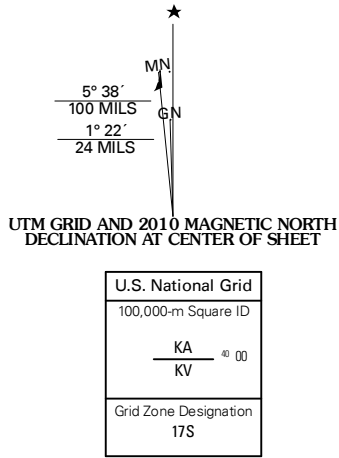 ★
MN
5° 38´
100 MILS
GN
1° 22´
24 MILS
UTM GRID AND 2010 MAGNETIC NORTH
DECLINATION AT CENTER OF SHEET
U.S. National Grid
100,000-m Square ID
KA
40 00
KV
Grid Zone Designation
17S